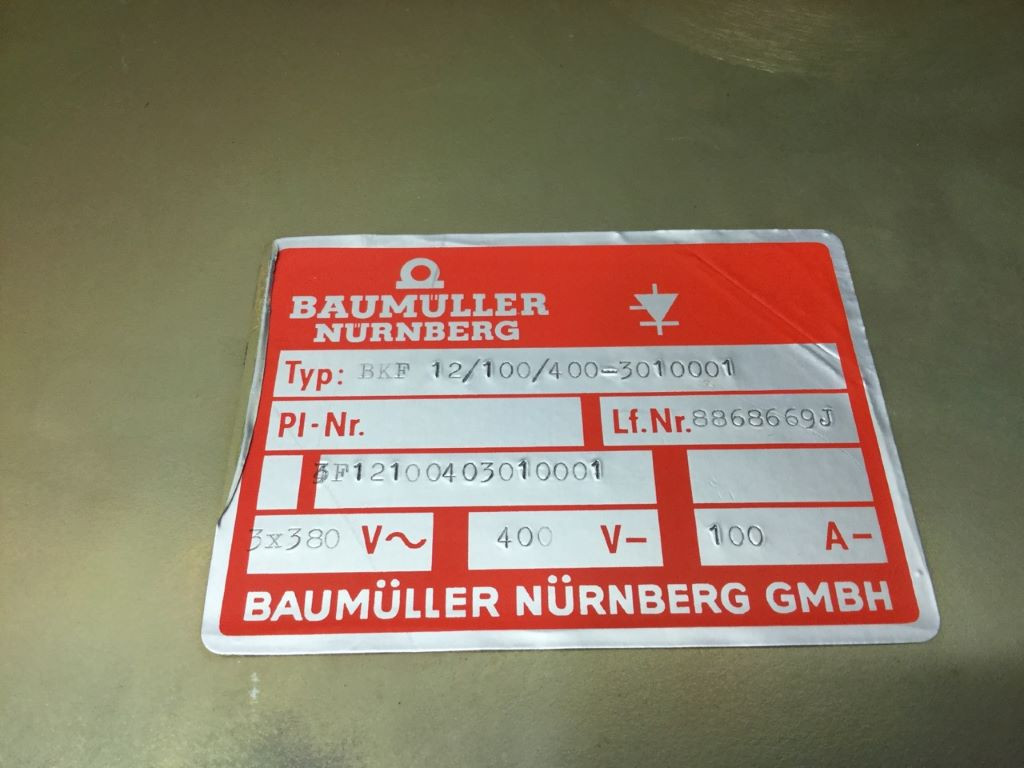 BAUMÜLLER
NÜRNBERG
Typ: BKF 12/100/400-3010001
Pl-Nr.
Lf.Nr. 8868669J
3F12100403010001
3x380 V~ 400 V- 100 A-
BAUMÜLLER NÜRNBERG GMBH